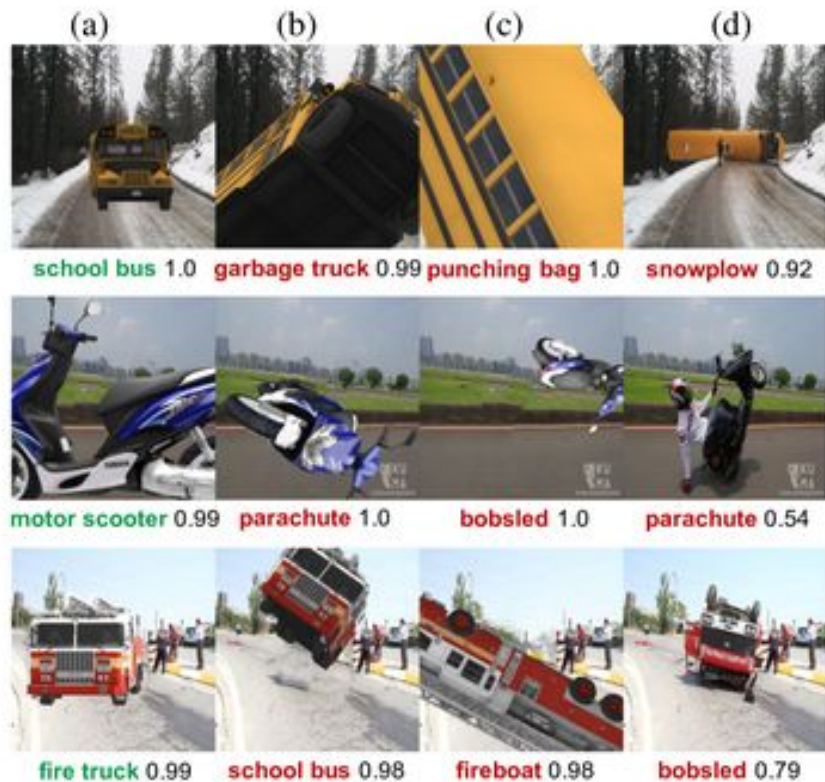 (a) (b) (c) (d)
school bus 1.0 garbage truck 0.99 punching bag 1.0 snowplow 0.92
motor scooter 0.99 parachute 1.0 bobsled 1.0 parachute 0.54
fire truck 0.99 school bus 0.98 fireboat 0.98 bobsled 0.79